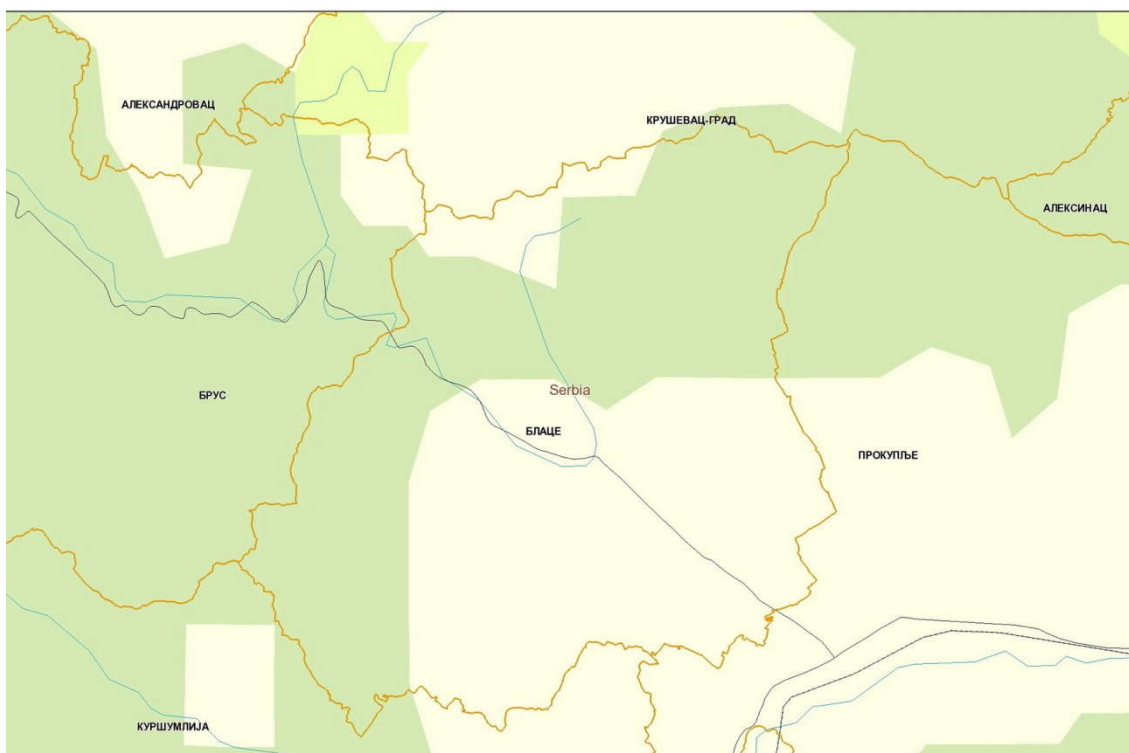 АЛЕКСАНДРОВАЦ
КРУШЕВАЦ-ГРАД
АЛЕКСИНАЦ
Serbia
БРУС
БЛАЦЕ
ПРОКУПЉЕ
КУРШУМЛИЈА